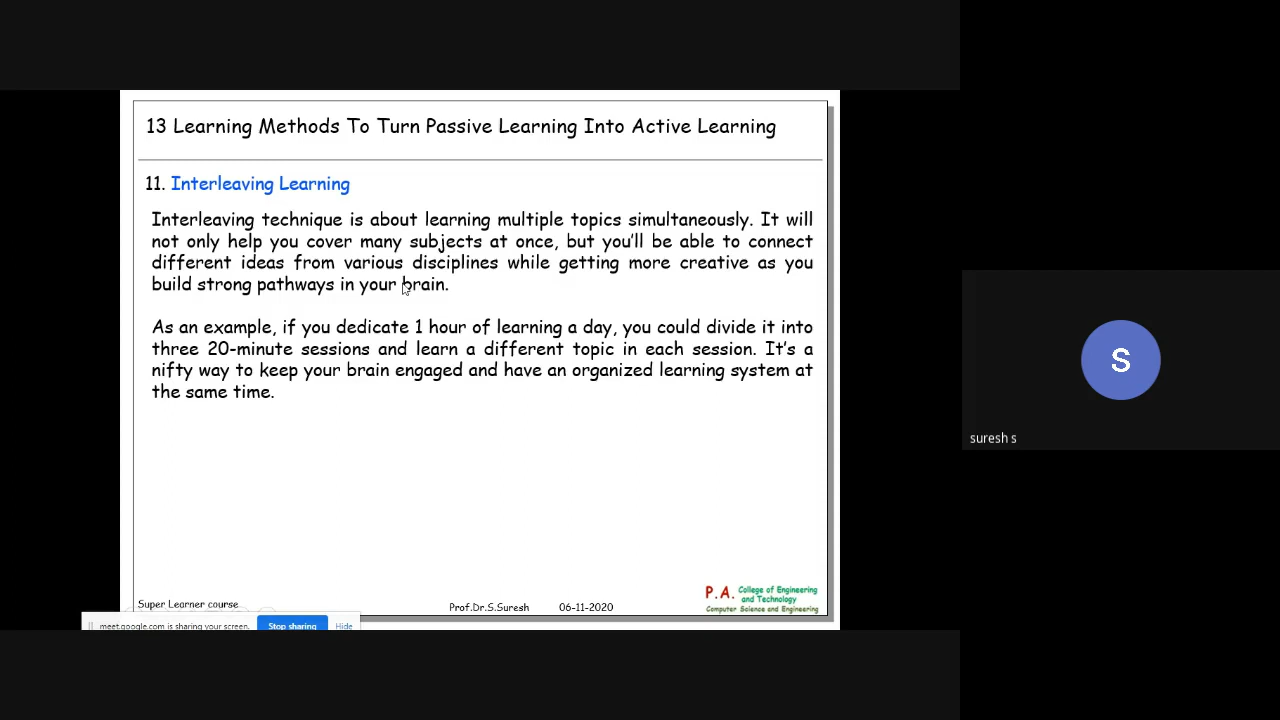 13 Learning Methods To Turn Passive Learning Into Active Learning
11. Interleaving Learning
Interleaving technique is about learning multiple topics simultaneously. It will
not only help you cover many subjects at once, but you'll be able to connect
different ideas from various disciplines while getting more creative as you
build strong pathways in your brain.
As an example, if you dedicate 1 hour of learning a day, you could divide it into
three 20-minute sessions and learn a different topic in each session. It's a
nifty way to keep your brain engaged and have an organized learning system at
the same time.
S
suresh s
Super Learner course
Prof.Dr.S.Suresh 06-11-2020
P.A. College of Engineering
and Technology
Computer Science and Engineering
meet.google.com is sharing your screen. Stop sharing Hide